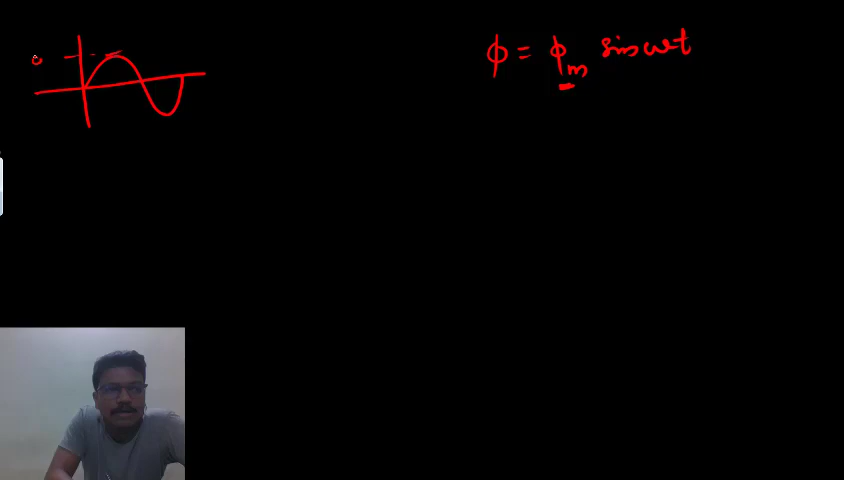 ϕ = ϕm sin ωt